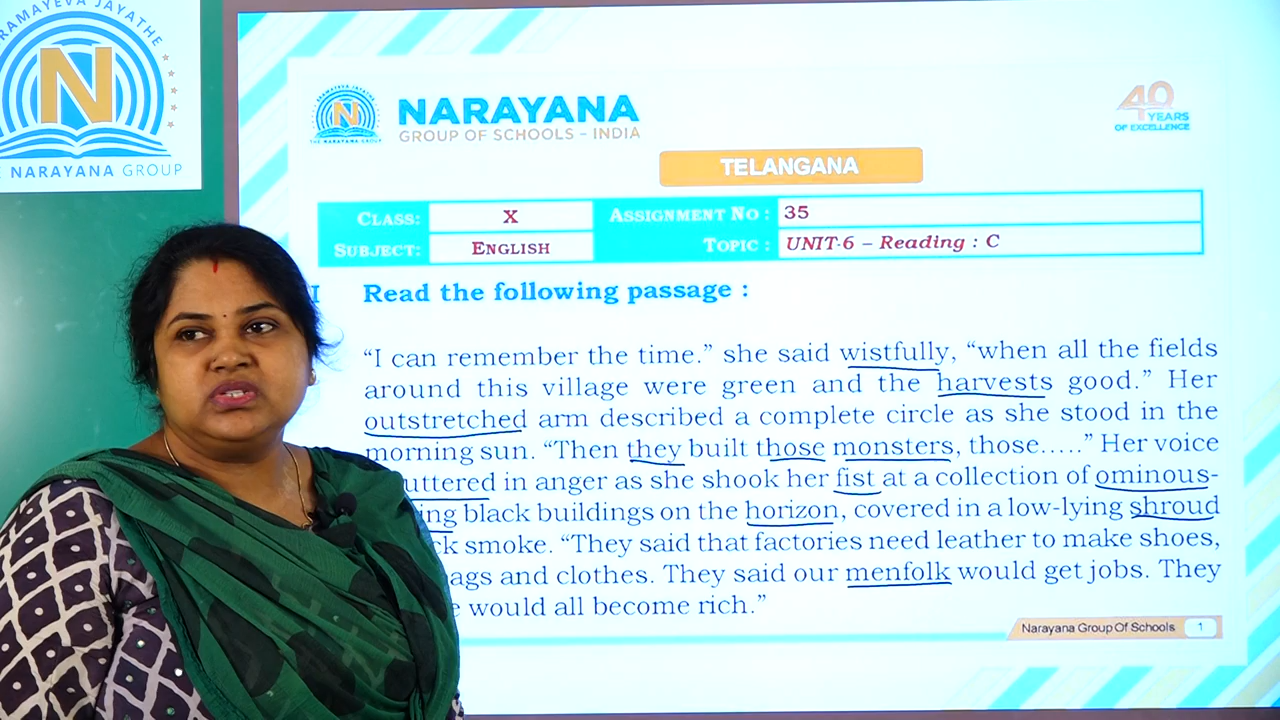 RAMAYEVA JAYATHE
N
NARAYANA GROUP
N
NARAYANA
GROUP OF SCHOOLS – INDIA
40
YEARS
OF EXCELLENCE
TELANGANA
CLASS: X ASSIGNMENT NO : 35
SUBJECT: ENGLISH TOPIC : UNIT-6 – Reading : C
I Read the following passage :
“I can remember the time.” she said wistfully, “when all the fields
around this village were green and the harvests good.” Her
outstretched arm described a complete circle as she stood in the
morning sun. “Then they built those monsters, those.....” Her voice
uttered in anger as she shook her fist at a collection of ominous-
ing black buildings on the horizon, covered in a low-lying shroud
ck smoke. “They said that factories need leather to make shoes,
ags and clothes. They said our menfolk would get jobs. They
e would all become rich.”
Narayana Group Of Schools 1